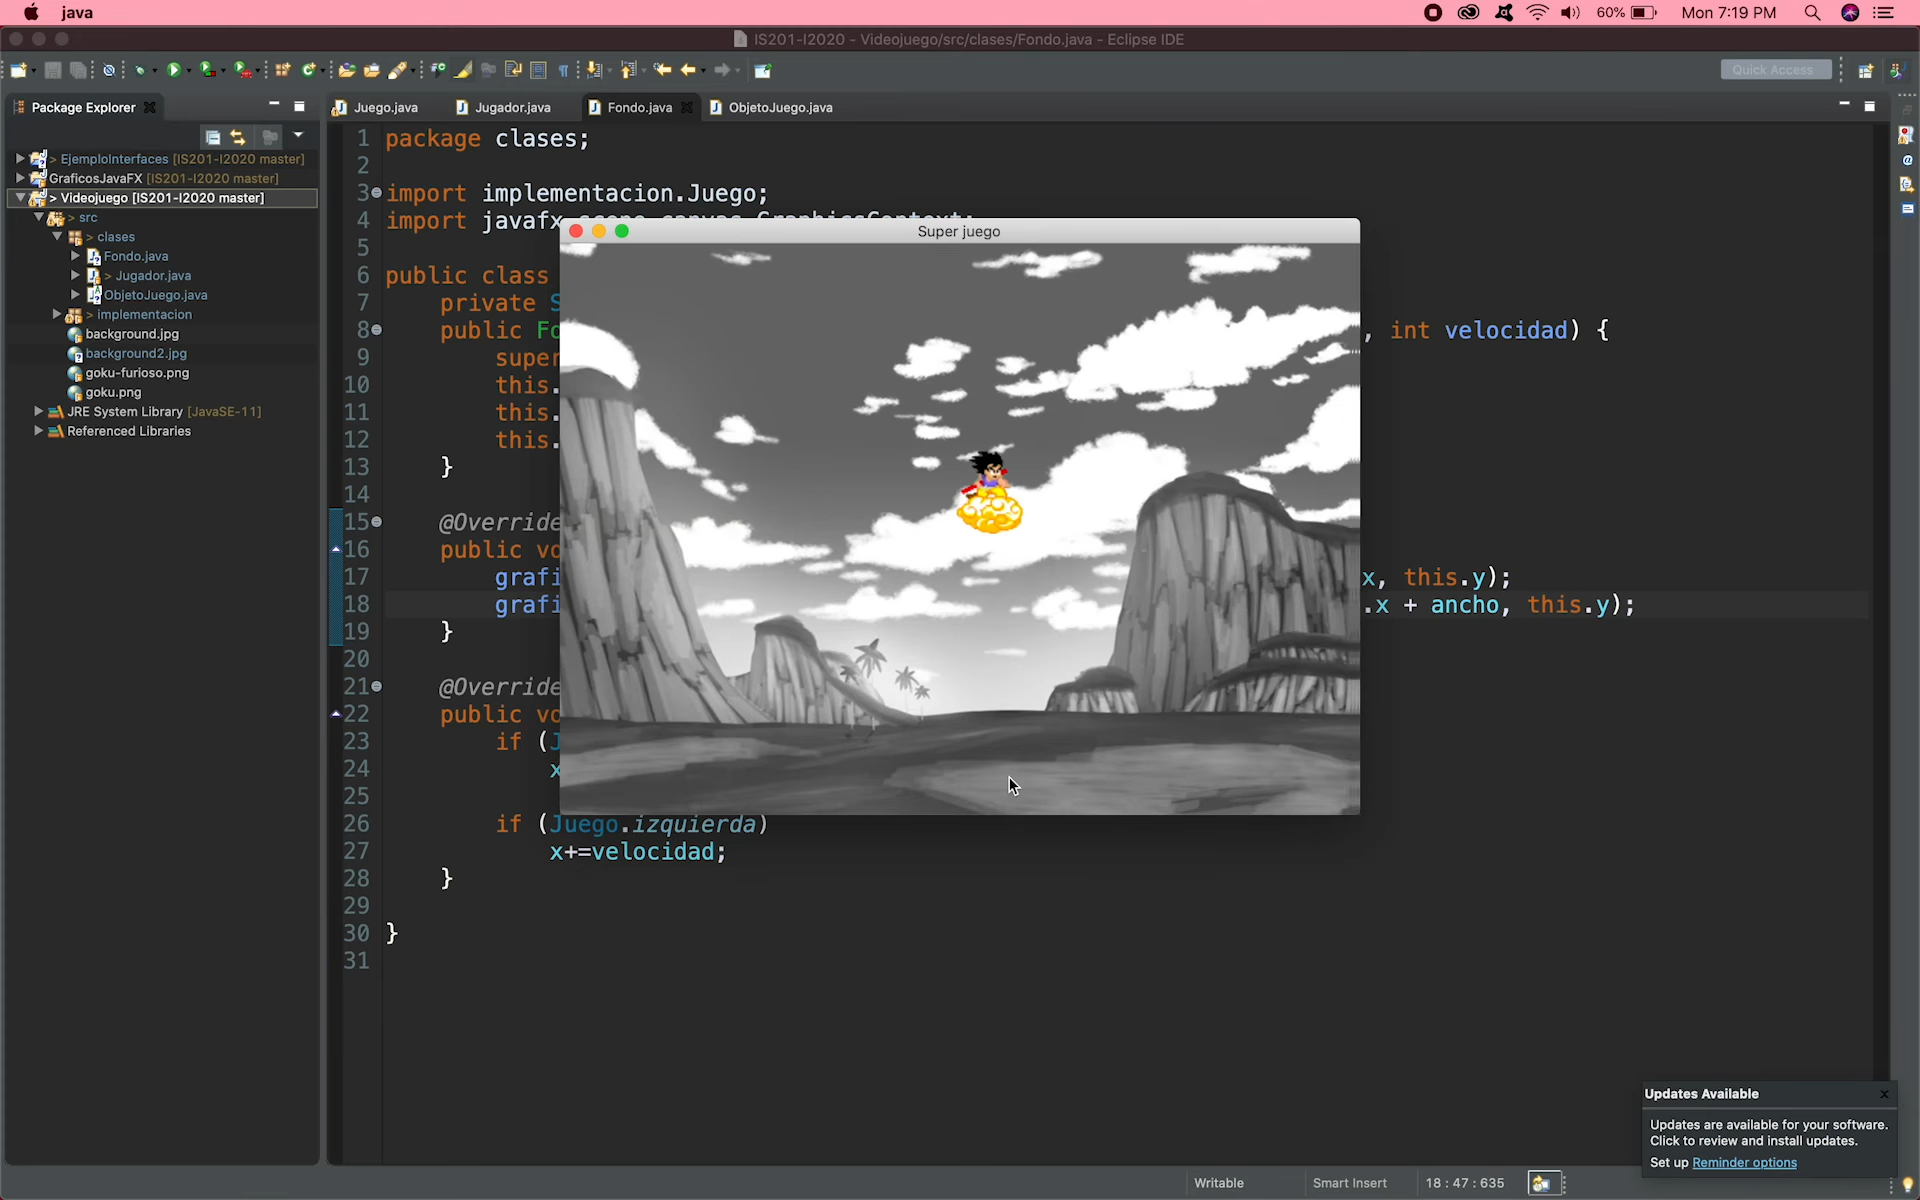 java
60%
Mon 7:19 PM
IS201-I2020 - Videojuego/src/clases/Fondo.java - Eclipse IDE
Quick Access
Package Explorer
Juego.java
Jugador.java
Fondo.java
ObjetoJuego.java
> EjemploInterfaces [IS201-I2020 master]
GraficosJavaFX [IS201-I2020 master]
> Videojuego [IS201-I2020 master]
> src
> clases
Fondo.java
> Jugador.java
ObjetoJuego.java
> implementacion
background.jpg
background2.jpg
goku-furioso.png
goku.png
JRE System Library [JavaSE-11]
Referenced Libraries
1 package clases;
2
3 import implementacion.Juego;
4 import javafx
5
6 public class
7 private S
8 public Fo , int velocidad) {
9 super
10 this.
11 this.
12 this.
13 }
14
15 @Override
16 public vo
17 grafi x, this.y);
18 grafi .x + ancho, this.y);
19 }
20
21 @Override
22 public vo
23 if (J
24 x
25
26 if (Juego.izquierda)
27 x+=velocidad;
28 }
29
30 }
31
Super juego
Updates Available
Updates are available for your software.
Click to review and install updates.
Set up Reminder options
Writable
Smart Insert
18 : 47 : 635